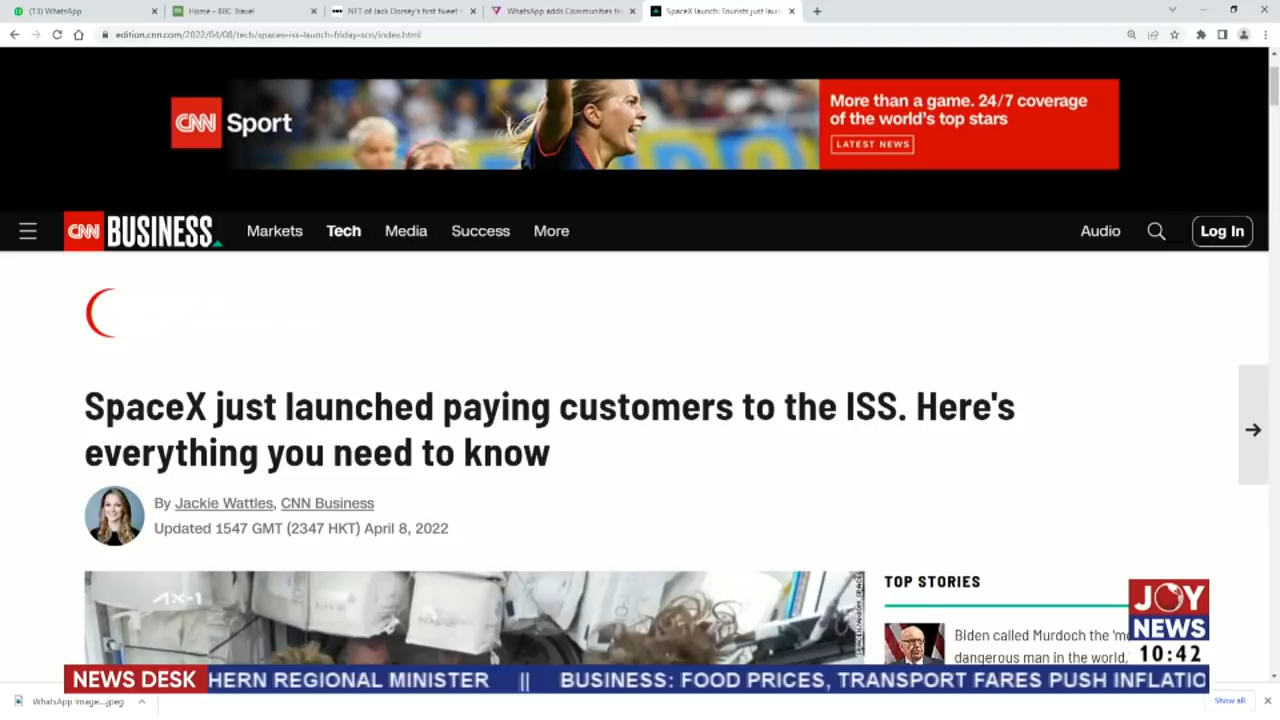 (13) WhatsApp
Home - BBC Travel
NFT of Jack Dorsey's first tweet
WhatsApp adds Communities fe
SpaceX launch: Tourists just laun
edition.cnn.com/2022/04/08/tech/spacex-iss-launch-friday-scn/index.html
CNN Sport
More than a game. 24/7 coverage
of the world's top stars
LATEST NEWS
CNN BUSINESS
Markets
Tech
Media
Success
More
Audio
Log In
SpaceX just launched paying customers to the ISS. Here's
everything you need to know
By Jackie Wattles, CNN Business
Updated 1547 GMT (2347 HKT) April 8, 2022
AX-1
TOP STORIES
Biden called Murdoch the 'mo
dangerous man in the world,
JOY
NEWS
10:42
NEWS DESK
HERN REGIONAL MINISTER || BUSINESS: FOOD PRICES, TRANSPORT FARES PUSH INFLATIO
WhatsApp Image....jpeg
Show all